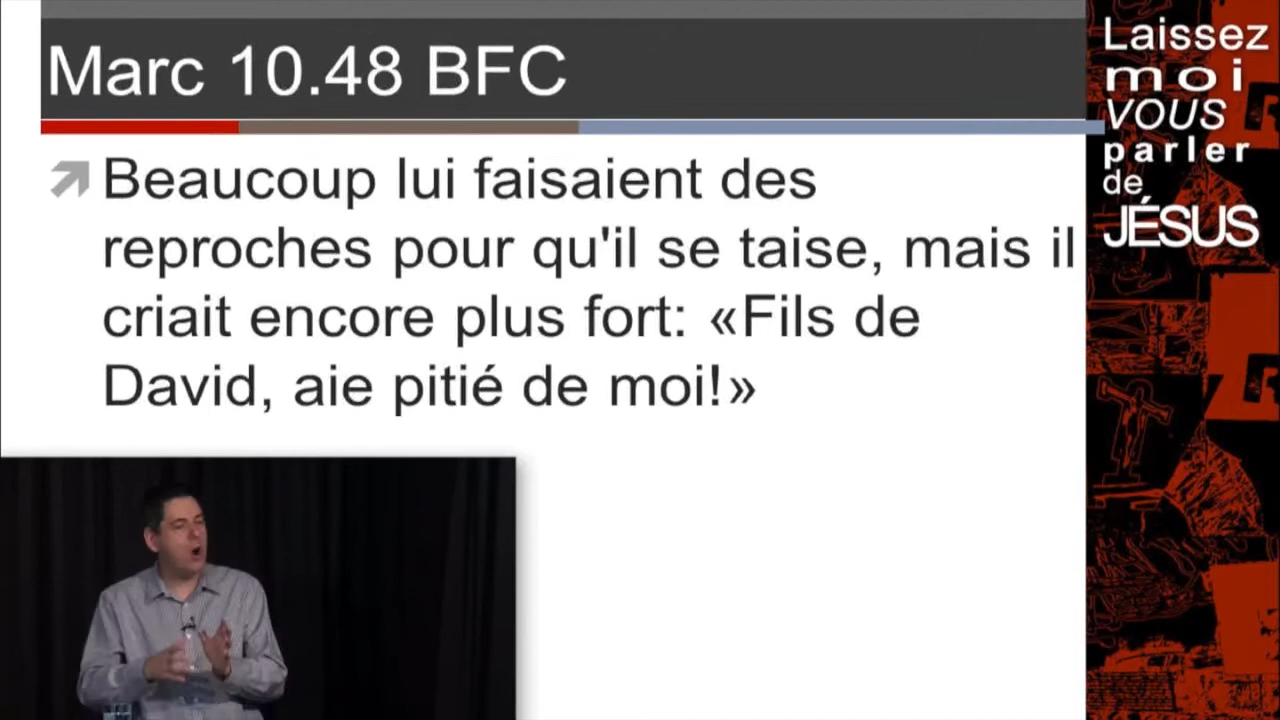 Marc 10.48 BFC
Beaucoup lui faisaient des
reproches pour qu'il se taise, mais il
criait encore plus fort: «Fils de
David, aie pitié de moi!»
Laissez
moi
VOUS
parler
de
JÉSUS